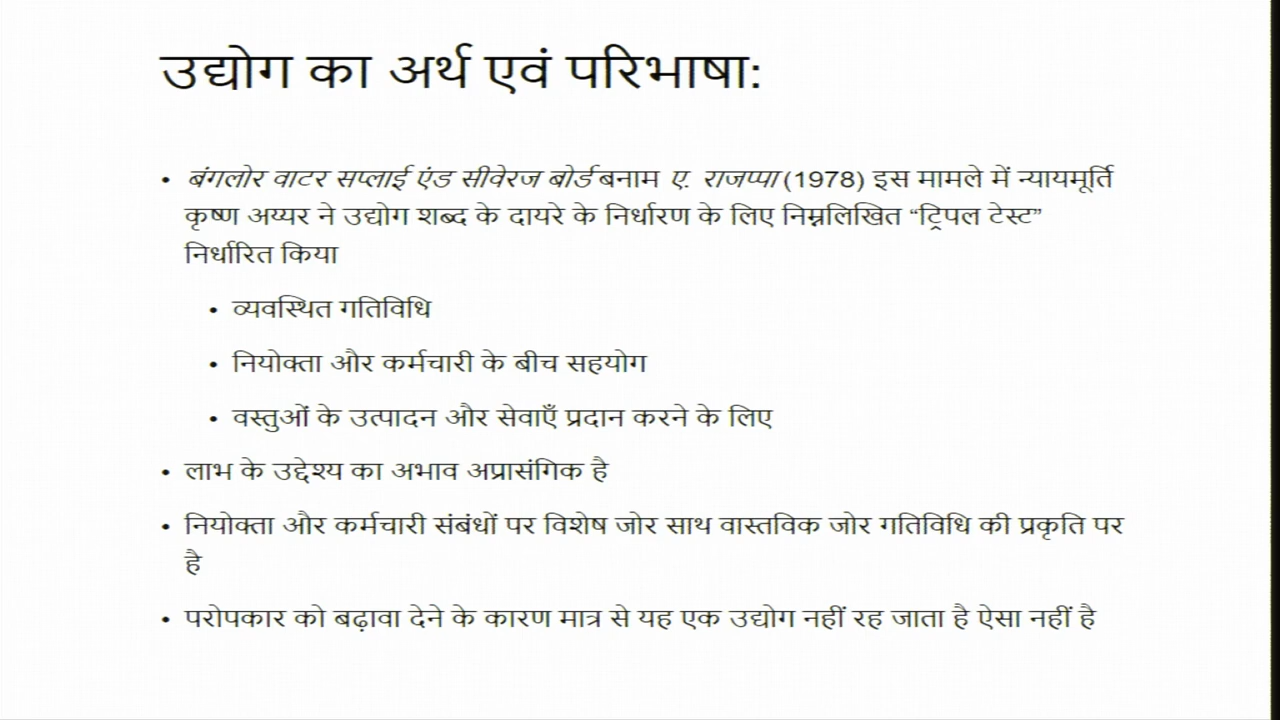 उद्योग का अर्थ एवं परिभाषा:
• बंगलोर वाटर सप्लाई एंड सीवेरज बोर्ड बनाम ए. राजप्पा (1978) इस मामले में न्यायमूर्ति
कृष्ण अय्यर ने उद्योग शब्द के दायरे के निर्धारण के लिए निम्नलिखित “ट्रिपल टेस्ट”
निर्धारित किया
• व्यवस्थित गतिविधि
• नियोक्ता और कर्मचारी के बीच सहयोग
• वस्तुओं के उत्पादन और सेवाएँ प्रदान करने के लिए
• लाभ के उद्देश्य का अभाव अप्रासंगिक है
• नियोक्ता और कर्मचारी संबंधों पर विशेष जोर साथ वास्तविक जोर गतिविधि की प्रकृति पर
है
• परोपकार को बढ़ावा देने के कारण मात्र से यह एक उद्योग नहीं रह जाता है ऐसा नहीं है